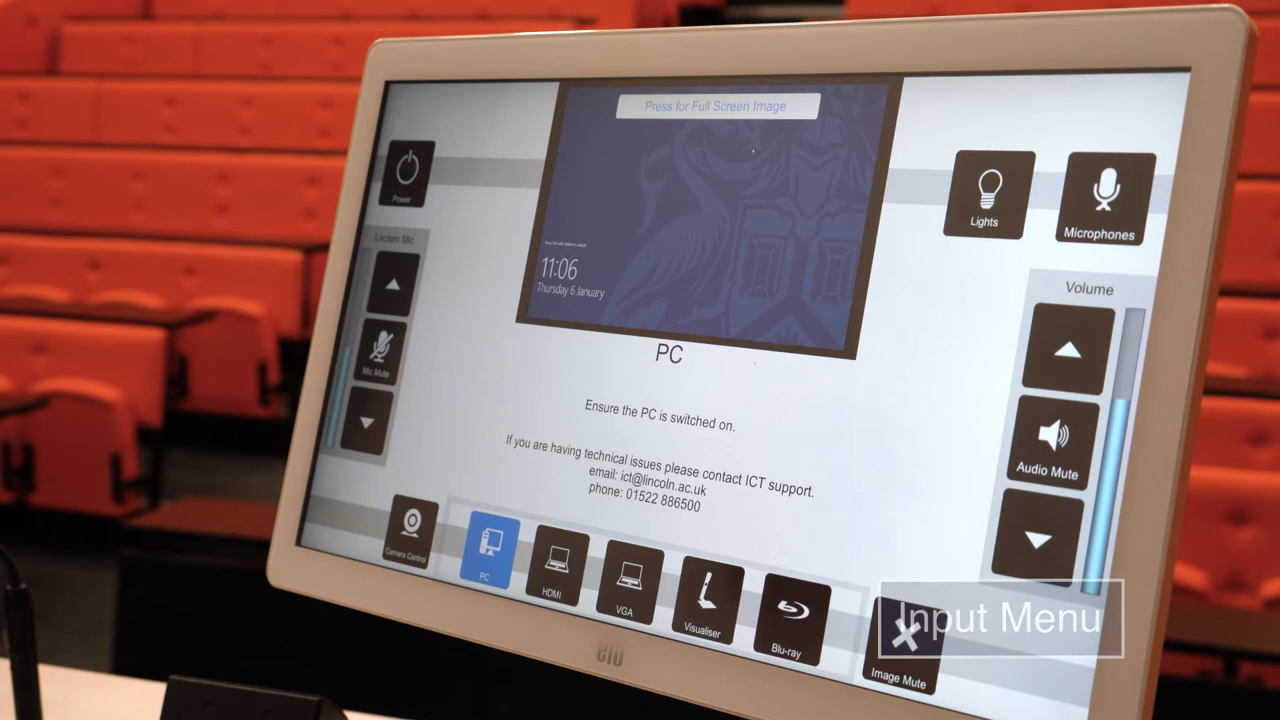 Press for Full Screen Image
Power
Lights
Microphones
Lectern Mic
Volume
11:06
Thursday 6 January
Mic Mute
PC
Ensure the PC is switched on.
Audio Mute
If you are having technical issues please contact ICT support.
email: ict@lincoln.ac.uk
phone: 01522 886500
Camera Control
PC
HDMI
VGA
Visualiser
Blu-ray
Image Mute
Input Menu
elo